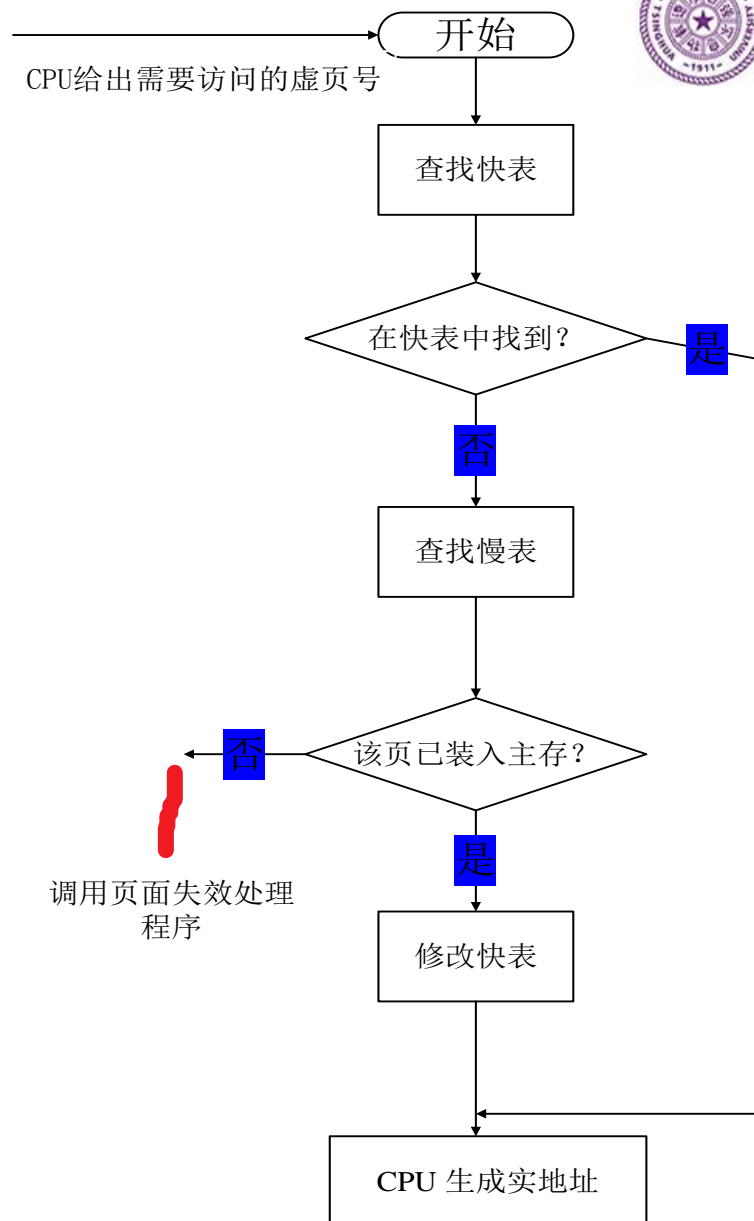 开始
CPU给出需要访问的虚页号
TSINGHUA
UNIVERSITY
-1911-
查找快表
在快表中找到?
是
否
查找慢表
该页已装入主存?
否
是
调用页面失效处理
程序
修改快表
CPU 生成实地址